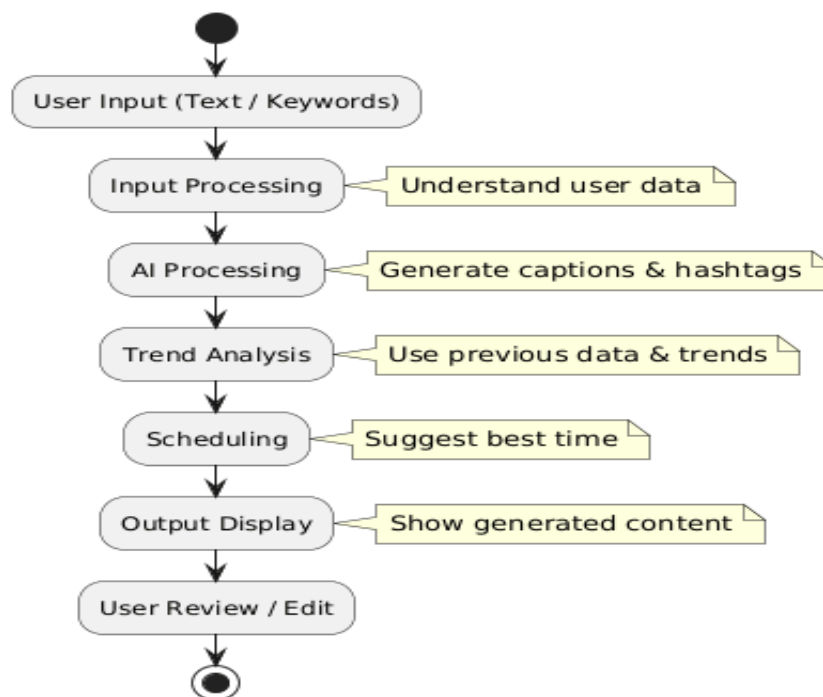 User Input (Text / Keywords)
Input Processing
Understand user data
AI Processing
Generate captions & hashtags
Trend Analysis
Use previous data & trends
Scheduling
Suggest best time
Output Display
Show generated content
User Review / Edit